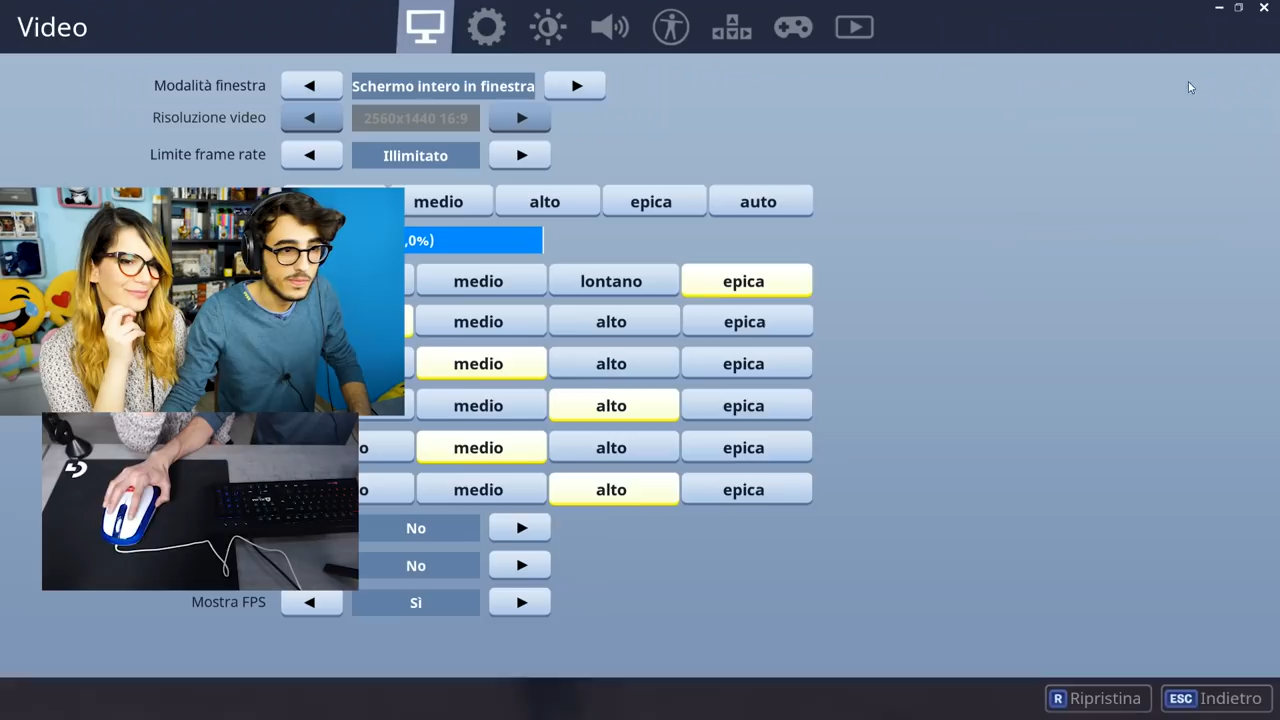 Video
Modalità finestra ◀ Schermo intero in finestra ▶
Risoluzione video ◀ 2560x1440 16:9 ▶
Limite frame rate ◀ Illimitato ▶
medio alto epica auto
,0%)
medio lontano epica
medio alto epica
medio alto epica
medio alto epica
o medio alto epica
o medio alto epica
No ▶
No ▶
Mostra FPS ◀ Sì ▶
R Ripristina ESC Indietro